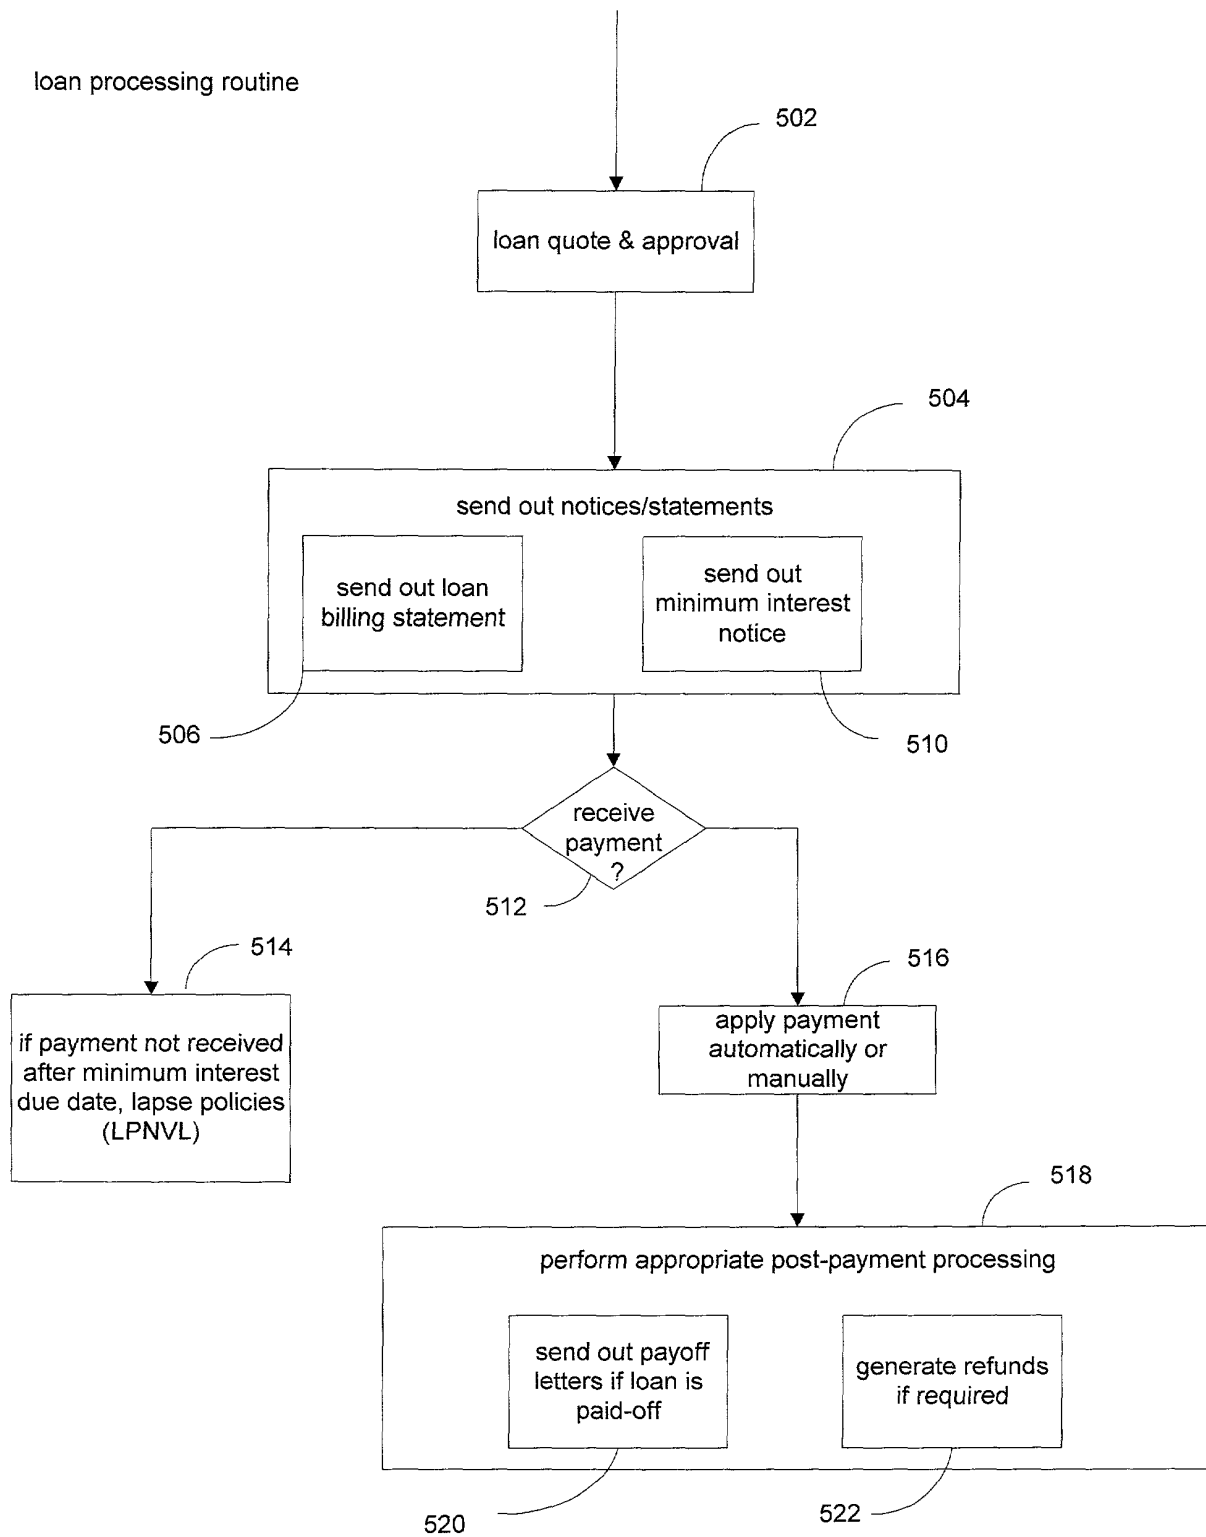 loan processing routine
502
loan quote & approval
504
send out notices/statements
send out loan
billing statement
send out
minimum interest
notice
506
510
receive
payment
?
512
514
if payment not received
after minimum interest
due date, lapse policies
(LPNVL)
516
apply payment
automatically or
manually
518
perform appropriate post-payment processing
send out payoff
letters if loan is
paid-off
generate refunds
if required
520
522